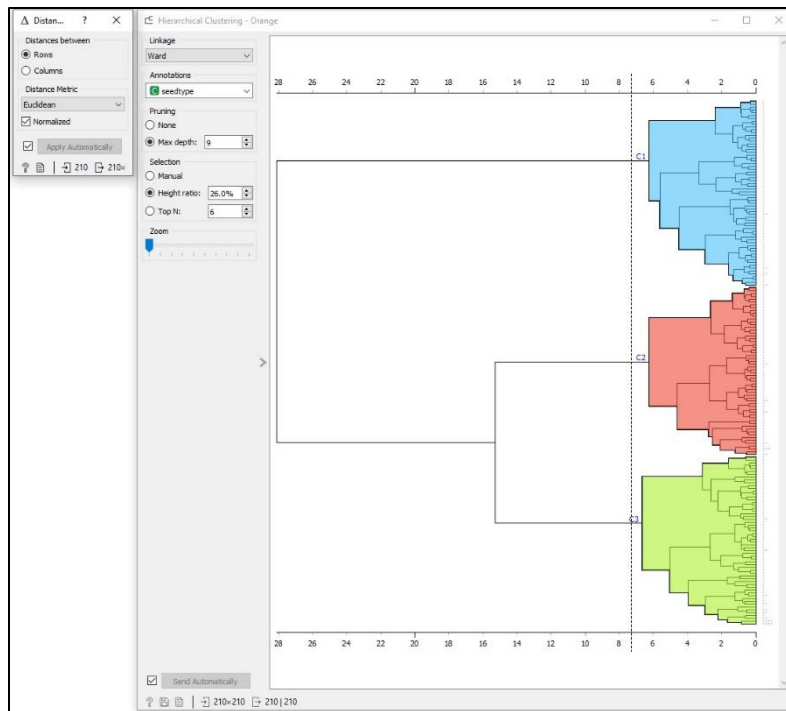 Distan... ? ×
Distances between
Rows
Columns
Distance Metric
Euclidean
Normalized
Apply Automatically
? 210 210×
Hierarchical Clustering - Orange
Linkage
Ward
Annotations
C seedtype
Pruning
None
Max depth: 9
Selection
Manual
Height ratio: 26.0%
Top N: 6
Zoom
28 26 24 22 20 18 16 14 12 10 8 6 4 2 0
C1
C2
C3
28 26 24 22 20 18 16 14 12 10 8 6 4 2 0
Send Automatically
? 210×210 210|210